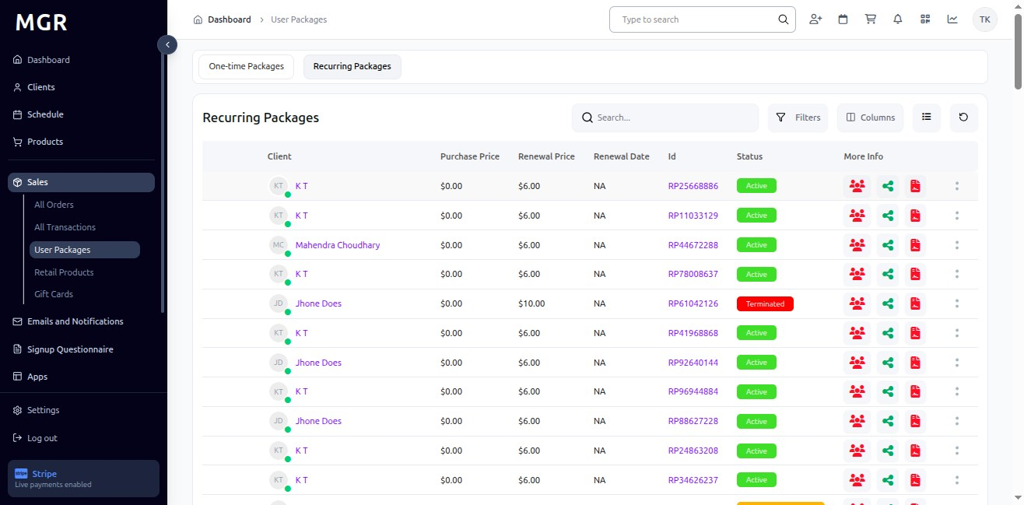 MGR
Dashboard > User Packages
Type to search
TK
Dashboard
Clients
Schedule
Products
Sales
All Orders
All Transactions
User Packages
Retail Products
Gift Cards
Emails and Notifications
Signup Questionnaire
Apps
Settings
Log out
stripe Stripe
Live payments enabled
One-time Packages Recurring Packages
Recurring Packages
Search... Filters Columns
Client Purchase Price Renewal Price Renewal Date Id Status More Info
KT K T $0.00 $6.00 NA RP25668886 Active
KT K T $0.00 $6.00 NA RP11033129 Active
MC Mahendra Choudhary $0.00 $6.00 NA RP44672288 Active
KT K T $0.00 $6.00 NA RP78008637 Active
JD Jhone Does $0.00 $10.00 NA RP61042126 Terminated
KT K T $0.00 $6.00 NA RP41968868 Active
JD Jhone Does $0.00 $6.00 NA RP92640144 Active
KT K T $0.00 $6.00 NA RP96944884 Active
JD Jhone Does $0.00 $6.00 NA RP88627228 Active
KT K T $0.00 $6.00 NA RP24863208 Active
KT K T $0.00 $6.00 NA RP34626237 Active